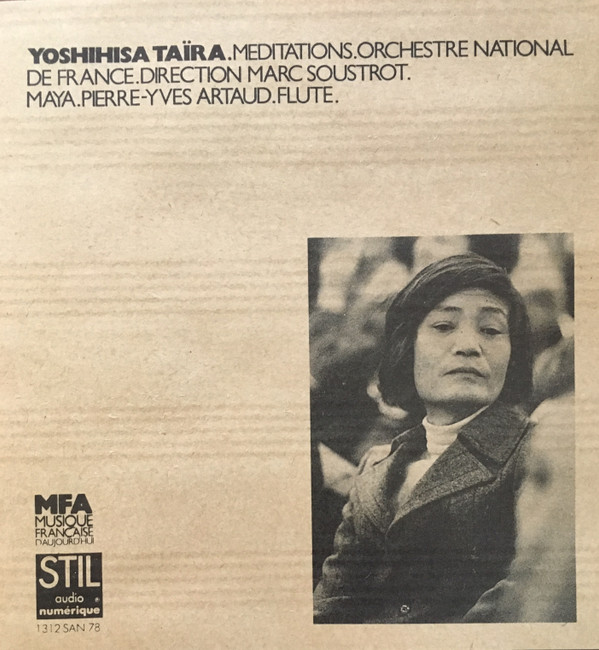 YOSHIHISA TAÏRA.MEDITATIONS.ORCHESTRE NATIONAL
DE FRANCE.DIRECTION MARC SOUSTROT.
MAYA.PIERRE-YVES ARTAUD.FLUTE.
MFA
MUSIQUE
FRANÇAISE
D'AUJOURD'HUI
STIL
audio ®
numérique
1312 SAN 78